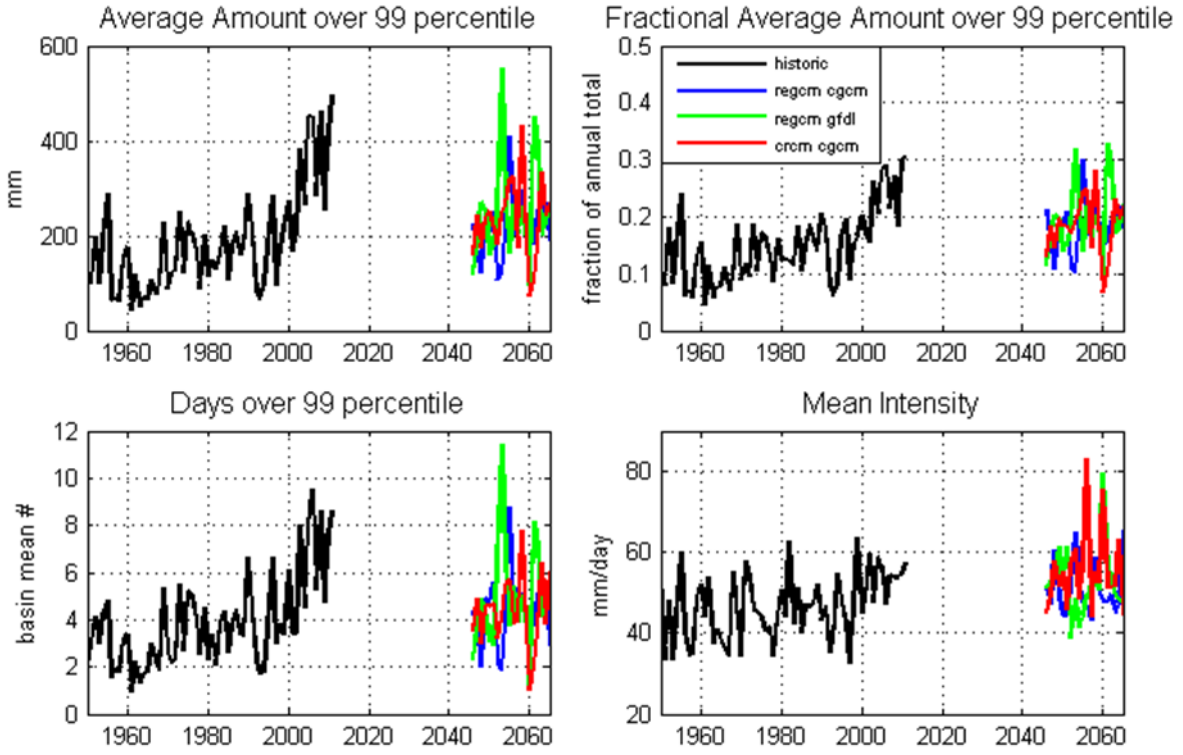 Average Amount over 99 percentile
600
400
200
0
mm
1960 1980 2000 2020 2040 2060
Fractional Average Amount over 99 percentile
0.5
0.4
0.3
0.2
0.1
0
fraction of annual total
historic
regcm cgcm
regcm gfdl
crcm cgcm
1960 1980 2000 2020 2040 2060
Days over 99 percentile
12
10
8
6
4
2
0
basin mean #
1960 1980 2000 2020 2040 2060
Mean Intensity
80
60
40
20
mm/day
1960 1980 2000 2020 2040 2060